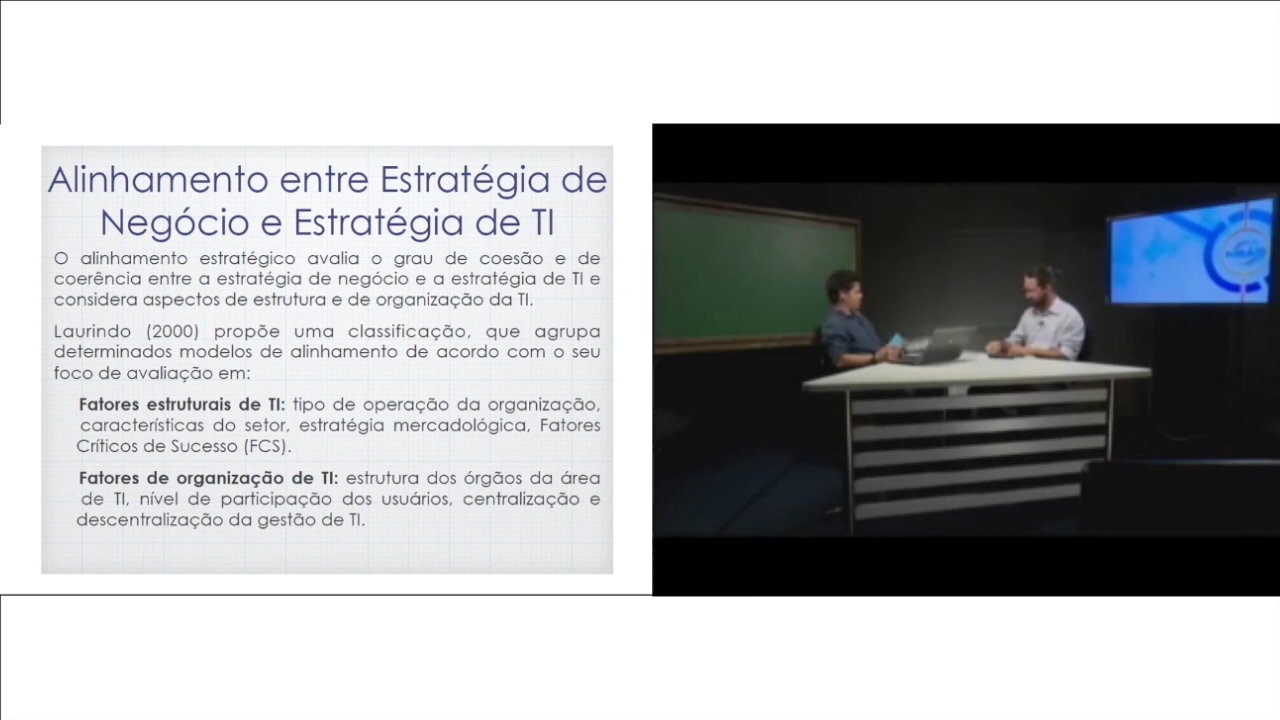 Alinhamento entre Estratégia de
Negócio e Estratégia de TI
O alinhamento estratégico avalia o grau de coesão e de
coerência entre a estratégia de negócio e a estratégia de TI e
considera aspectos de estrutura e de organização da TI.
Laurindo (2000) propõe uma classificação, que agrupa
determinados modelos de alinhamento de acordo com o seu
foco de avaliação em:
Fatores estruturais de TI: tipo de operação da organização,
características do setor, estratégia mercadológica, Fatores
Críticos de Sucesso (FCS).
Fatores de organização de TI: estrutura dos órgãos da área
de TI, nível de participação dos usuários, centralização e
descentralização da gestão de TI.